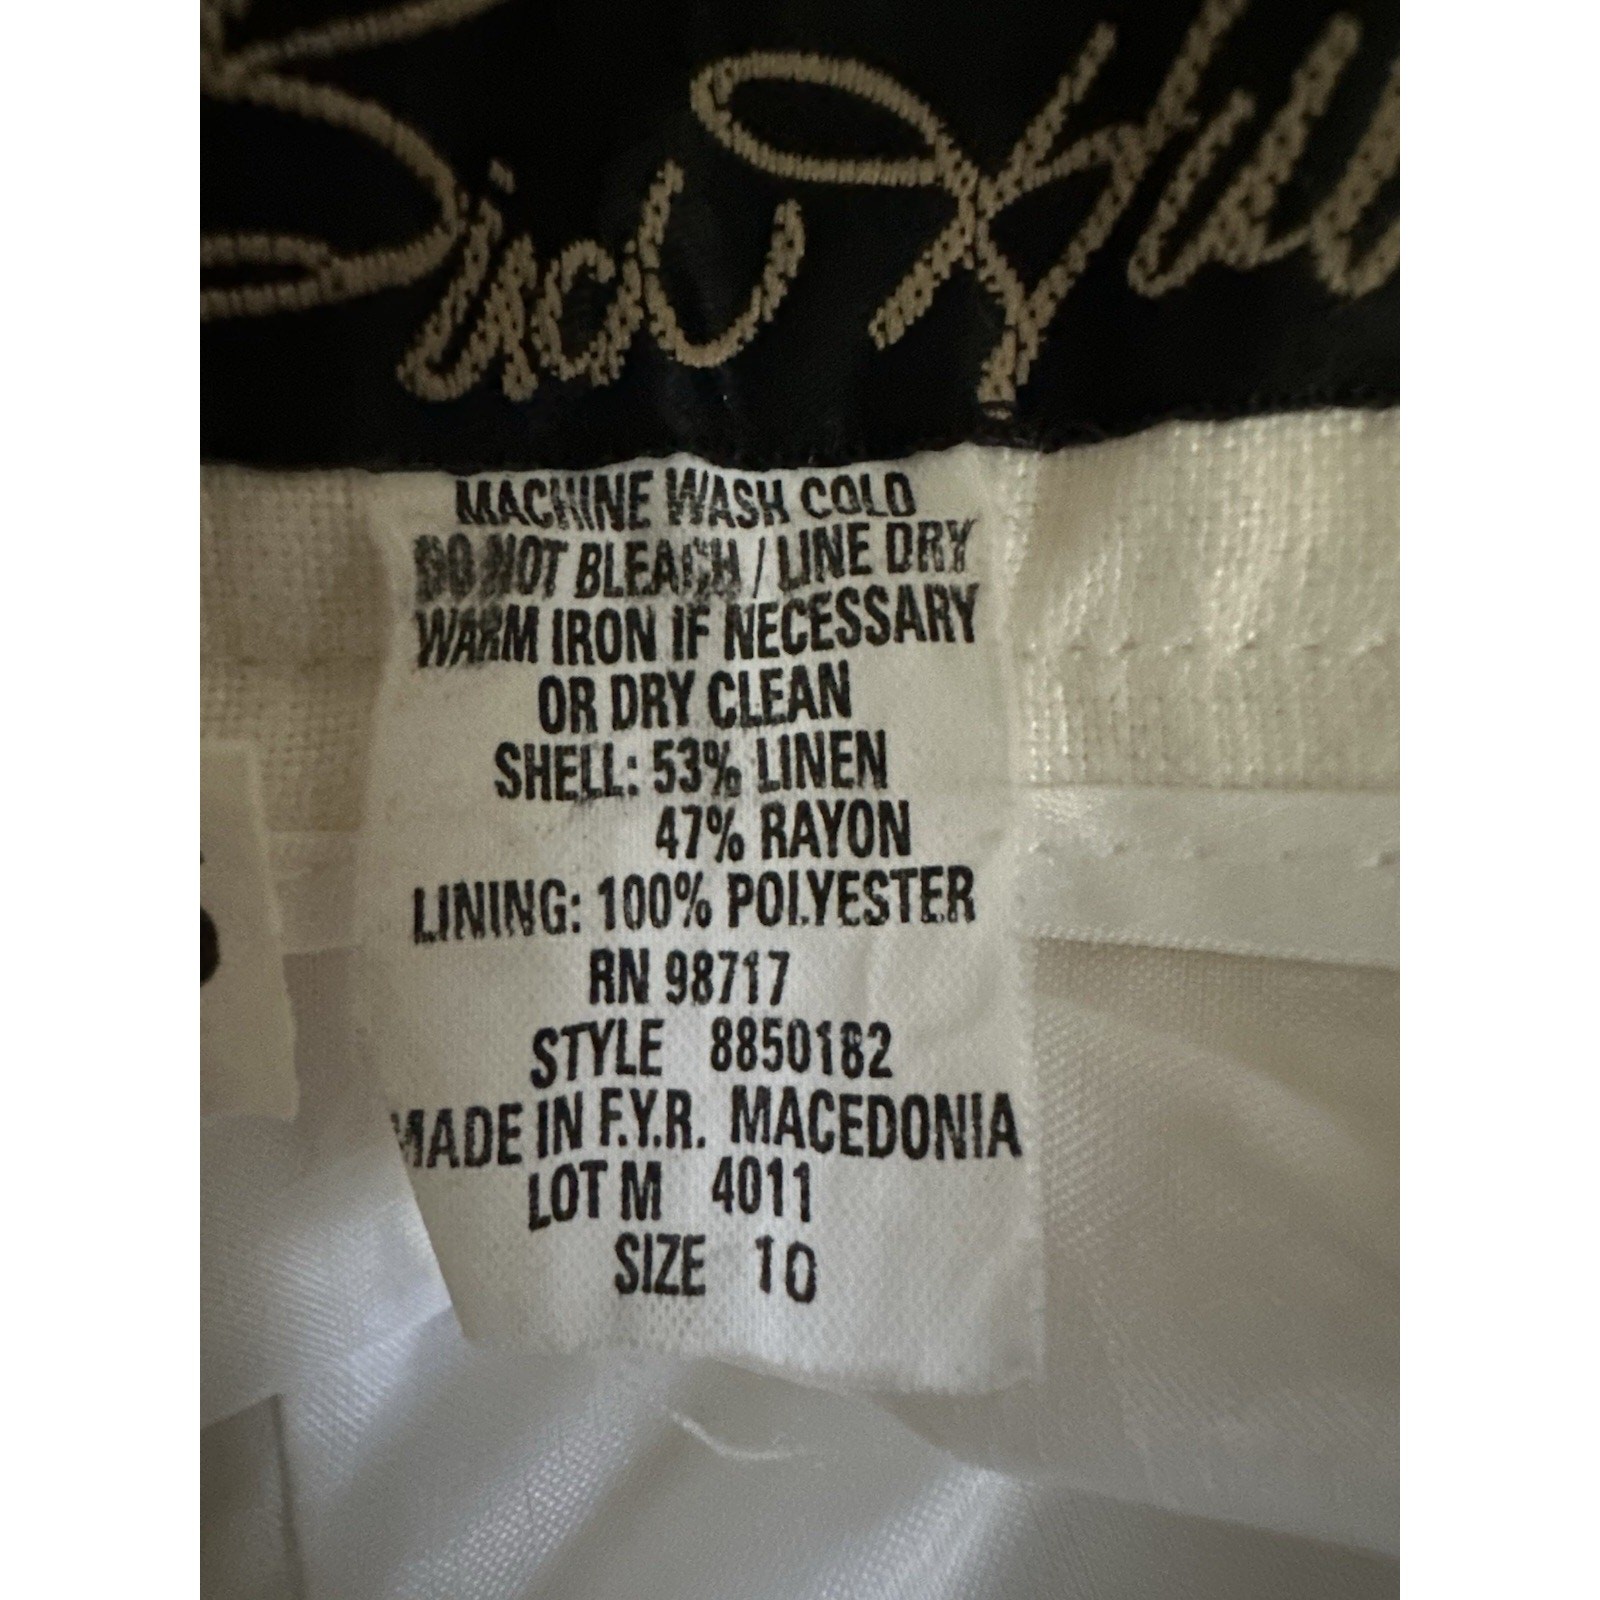 MACHINE WASH COLD
DO NOT BLEACH / LINE DRY
WARM IRON IF NECESSARY
OR DRY CLEAN
SHELL: 53% LINEN
47% RAYON
LINING: 100% POLYESTER
RN 98717
STYLE 8850182
MADE IN F.Y.R. MACEDONIA
LOT M 4011
SIZE 10